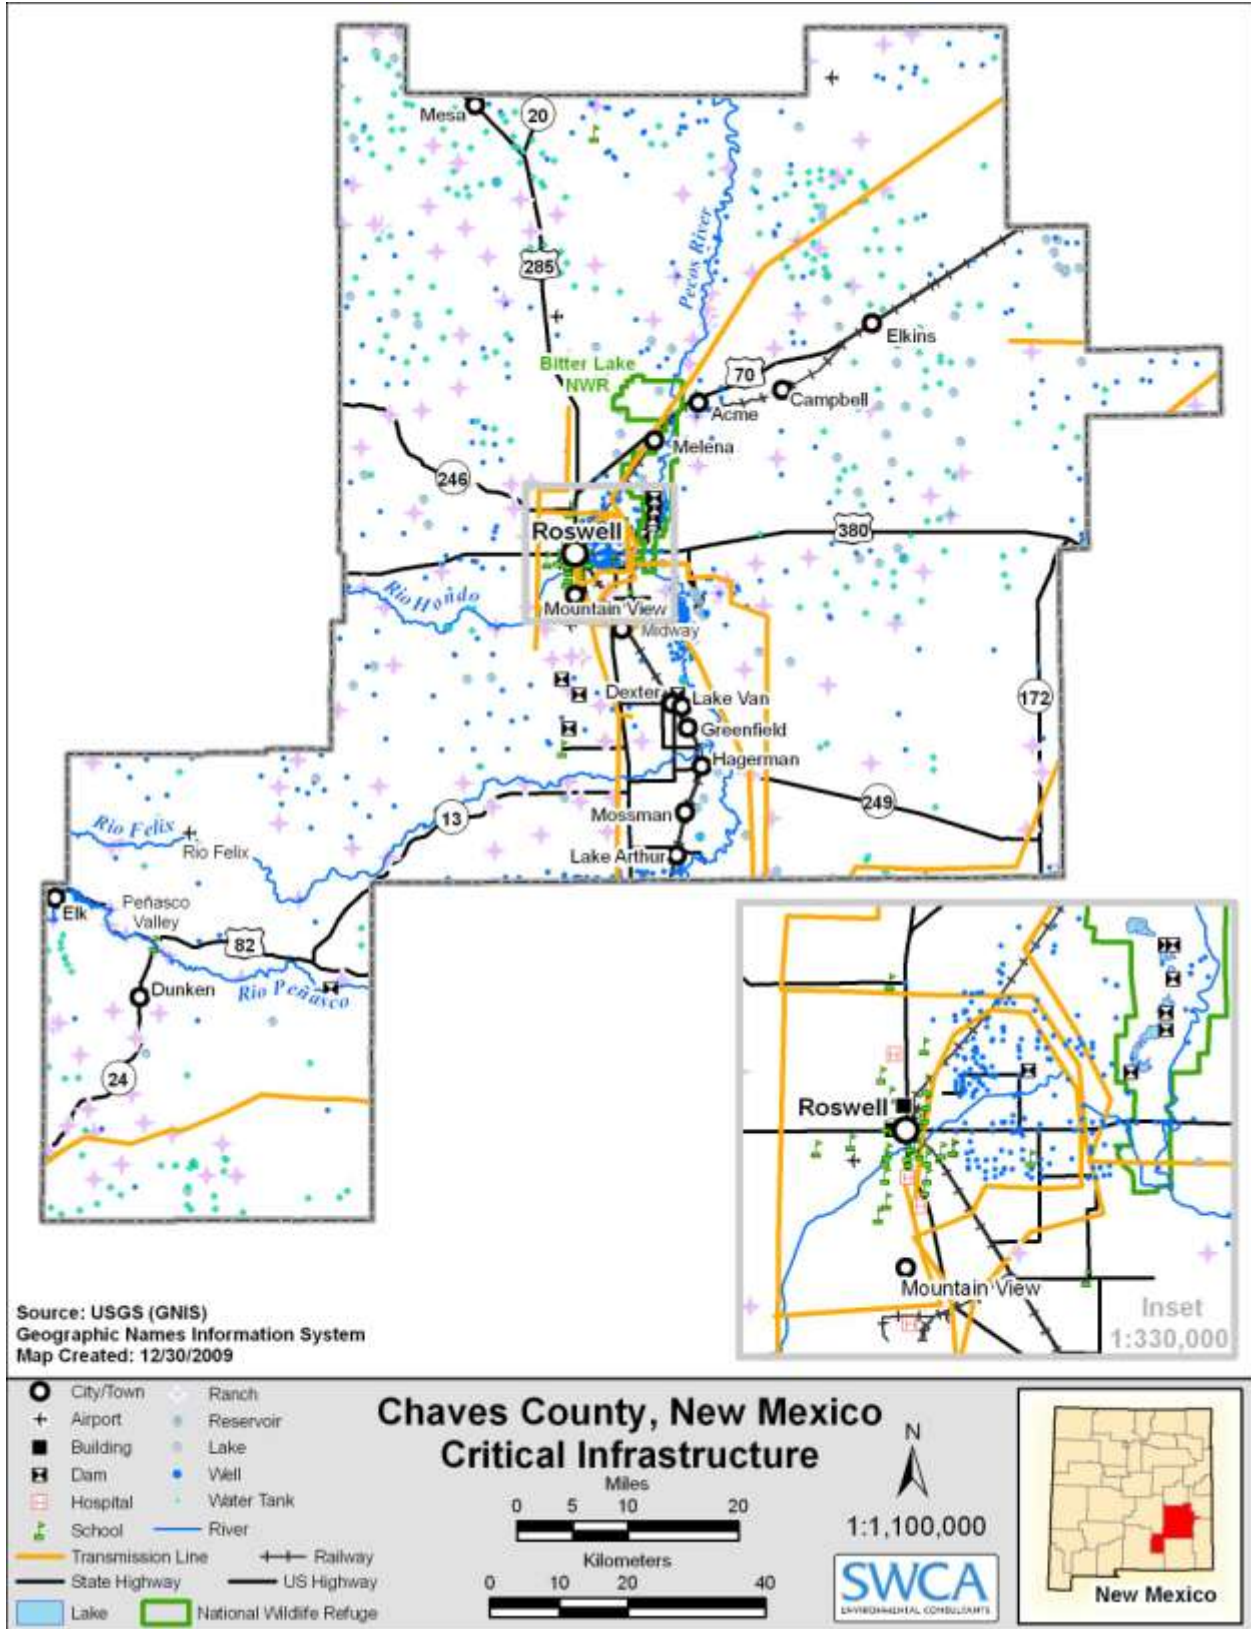 Mesa
20
285
Pecos River
Elkins
Bitter Lake
NWR
70
Campbell
Acme
Melena
246
Roswell
380
Rio Hondo
Mountain View
Midway
Dexter
Lake Van
172
Greenfield
Hagerman
249
13
Mossman
Rio Felix
Rio Felix
Lake Arthur
Elk
Peñasco
Valley
82
Dunken
Rio Peñasco
24
Roswell
Mountain View
Inset
1:330,000
Source: USGS (GNIS)
Geographic Names Information System
Map Created: 12/30/2009
City/Town
Ranch
Airport
Reservoir
Building
Lake
Dam
Well
Hospital
Water Tank
School
River
Transmission Line
Railway
State Highway
US Highway
Lake
National Wildlife Refuge
Chaves County, New Mexico
Critical Infrastructure
Miles
0 5 10 20
Kilometers
0 10 20 40
N
1:1,100,000
SWCA
ENVIRONMENTAL CONSULTANTS
New Mexico